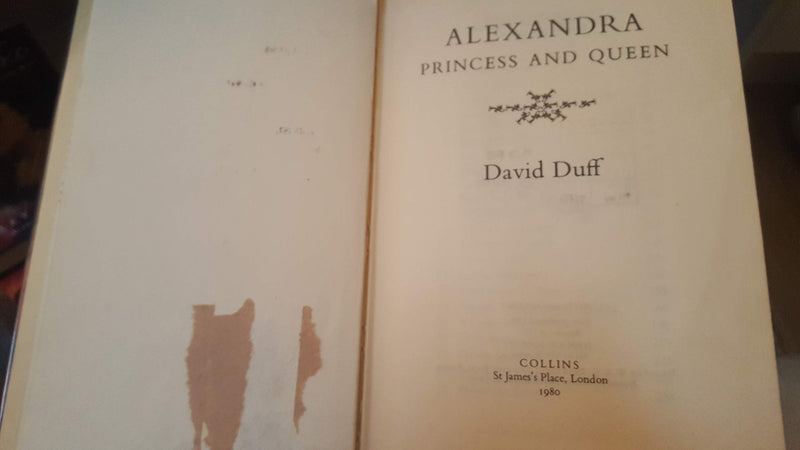 ALEXANDRA
PRINCESS AND QUEEN
David Duff
COLLINS
St James's Place, London
1980